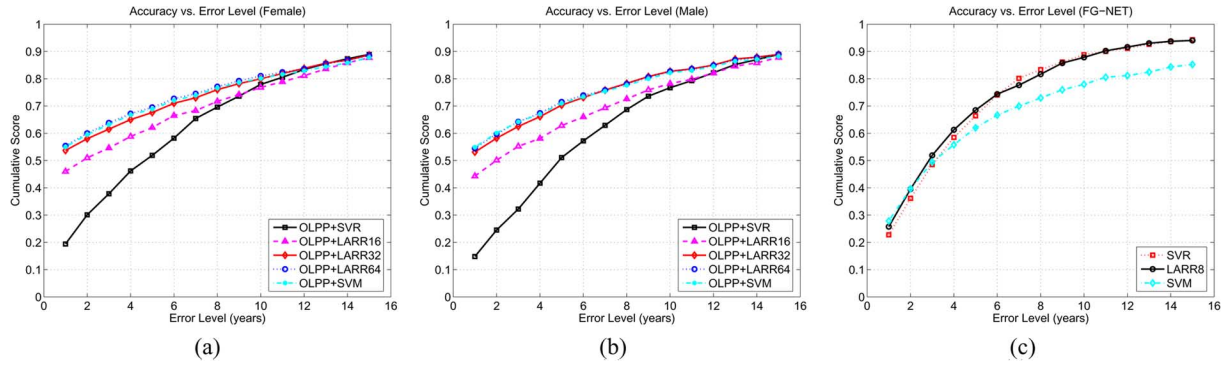 Accuracy vs. Error Level (Female)
1
0.9
0.8
0.7
0.6
0.5
0.4
0.3
0.2
0.1
0
Cumulative Score
OLPP+SVR
OLPP+LARR16
OLPP+LARR32
OLPP+LARR64
OLPP+SVM
0 2 4 6 8 10 12 14 16
Error Level (years)
(a)
Accuracy vs. Error Level (Male)
1
0.9
0.8
0.7
0.6
0.5
0.4
0.3
0.2
0.1
0
Cumulative Score
OLPP+SVR
OLPP+LARR16
OLPP+LARR32
OLPP+LARR64
OLPP+SVM
0 2 4 6 8 10 12 14 16
Error Level (years)
(b)
Accuracy vs. Error Level (FG−NET)
1
0.9
0.8
0.7
0.6
0.5
0.4
0.3
0.2
0.1
0
Cumulative Score
SVR
LARR8
SVM
0 2 4 6 8 10 12 14 16
Error Level (years)
(c)